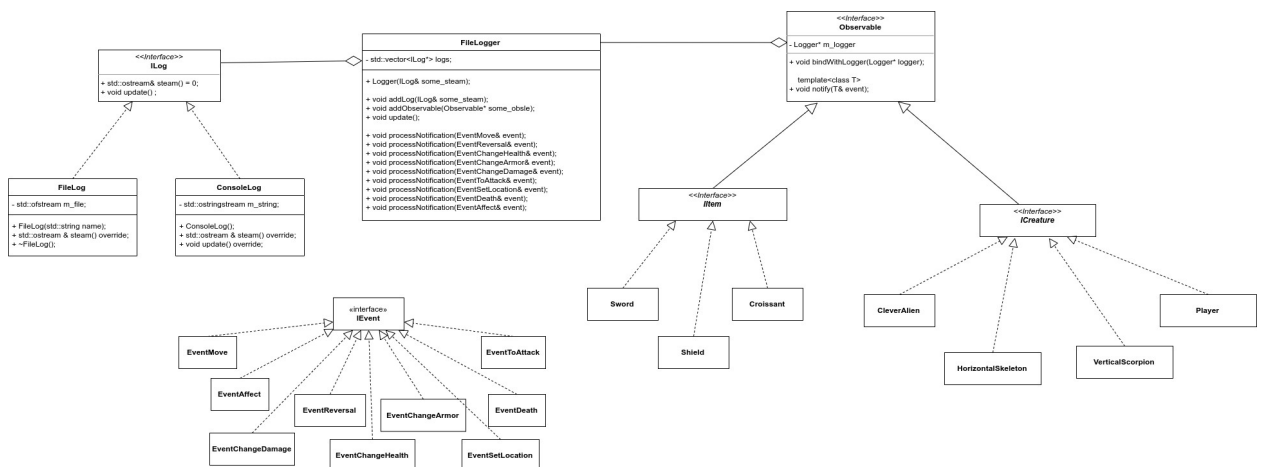 <<Interface>>
ILog
+ std::ostream& steam() = 0;
+ void update() ;
FileLogger
- std::vector<ILog*> logs;
+ Logger(ILog& some_steam);
+ void addLog(ILog& some_steam);
+ void addObservable(Observable* some_obsle);
+ void update();
+ void processNotification(EventMove& event);
+ void processNotification(EventReversal& event);
+ void processNotification(EventChangeHealth& event);
+ void processNotification(EventChangeArmor& event);
+ void processNotification(EventChangeDamage& event);
+ void processNotification(EventToAttack& event);
+ void processNotification(EventSetLocation& event);
+ void processNotification(EventDeath& event);
+ void processNotification(EventAffect& event);
<<Interface>>
Observable
- Logger* m_logger
+ void bindWithLogger(Logger* logger);
template<class T>
+ void notify(T& event);
FileLog
- std::ofstream m_file;
+ FileLog(std::string name);
+ std::ostream & steam() override;
+ ~FileLog();
ConsoleLog
- std::ostringstream m_string;
+ ConsoleLog();
+ std::ostream & steam() override;
+ void update() override;
<<Interface>>
IItem
<<Interface>>
ICreature
Sword
Croissant
Shield
CleverAlien
Player
HorizontalSkeleton
VerticalScorpion
«interface»
IEvent
EventMove
EventToAttack
EventAffect
EventReversal
EventChangeArmor
EventDeath
EventChangeDamage
EventChangeHealth
EventSetLocation